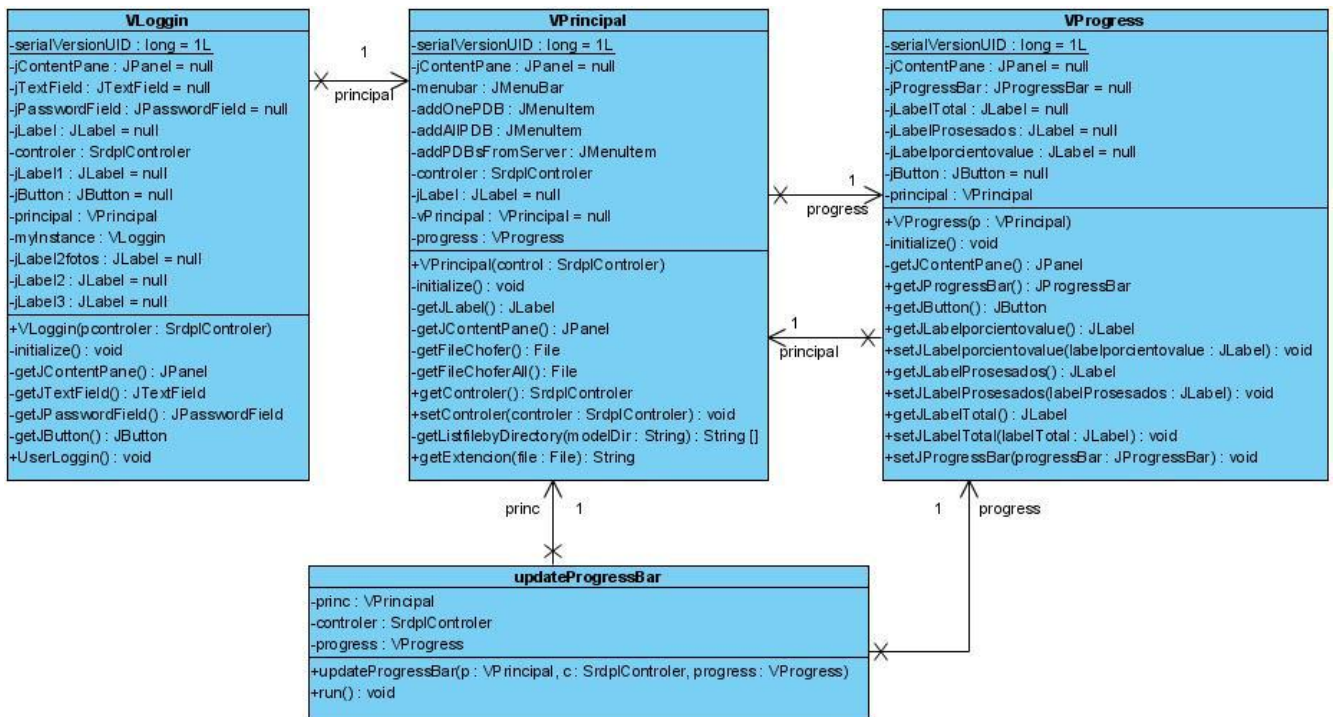 VLoggin
-serialVersionUID : long = 1L
-jContentPane : JPanel = null
-jTextField : JTextField = null
-jPasswordField : JPasswordField = null
-jLabel : JLabel = null
-controler : SrdplControler
-jLabel1 : JLabel = null
-jButton : JButton = null
-principal : VPrincipal
-myInstance : VLoggin
-jLabel2fotos : JLabel = null
-jLabel2 : JLabel = null
-jLabel3 : JLabel = null
+VLoggin(pcontroler : SrdplControler)
-initialize() : void
-getJContentPane() : JPanel
-getJTextField() : JTextField
-getJPasswordField() : JPasswordField
-getJButton() : JButton
+UserLoggin() : void
1
principal
VPrincipal
-serialVersionUID : long = 1L
-jContentPane : JPanel = null
-menubar : JMenuBar
-addOnePDB : JMenuItem
-addAllPDB : JMenuItem
-addPDBsFromServer : JMenuItem
-controler : SrdplControler
-jLabel : JLabel = null
-vPrincipal : VPrincipal = null
-progress : VProgress
+VPrincipal(control : SrdplControler)
-initialize() : void
-getJLabel() : JLabel
-getJContentPane() : JPanel
-getFileChofer() : File
-getFileChoferAll() : File
+getControler() : SrdplControler
+setControler(controler : SrdplControler) : void
-getListfilebyDirectory(modelDir : String) : String []
+getExtencion(file : File) : String
1
progress
1
principal
VProgress
-serialVersionUID : long = 1L
-jContentPane : JPanel = null
-jProgressBar : JProgressBar = null
-jLabelTotal : JLabel = null
-jLabelProsesados : JLabel = null
-jLabelporcientovalue : JLabel = null
-jButton : JButton = null
-principal : VPrincipal
+VProgress(p : VPrincipal)
-initialize() : void
-getJContentPane() : JPanel
+getJProgressBar() : JProgressBar
+getJButton() : JButton
+getJLabelporcientovalue() : JLabel
+setJLabelporcientovalue(labelporcientovalue : JLabel) : void
+getJLabelProsesados() : JLabel
+setJLabelProsesados(labelProsesados : JLabel) : void
+getJLabelTotal() : JLabel
+setJLabelTotal(labelTotal : JLabel) : void
+setJProgressBar(progressBar : JProgressBar) : void
princ 1
1 progress
updateProgressBar
-princ : VPrincipal
-controler : SrdplControler
-progress : VProgress
+updateProgressBar(p : VPrincipal, c : SrdplControler, progress : VProgress)
+run() : void